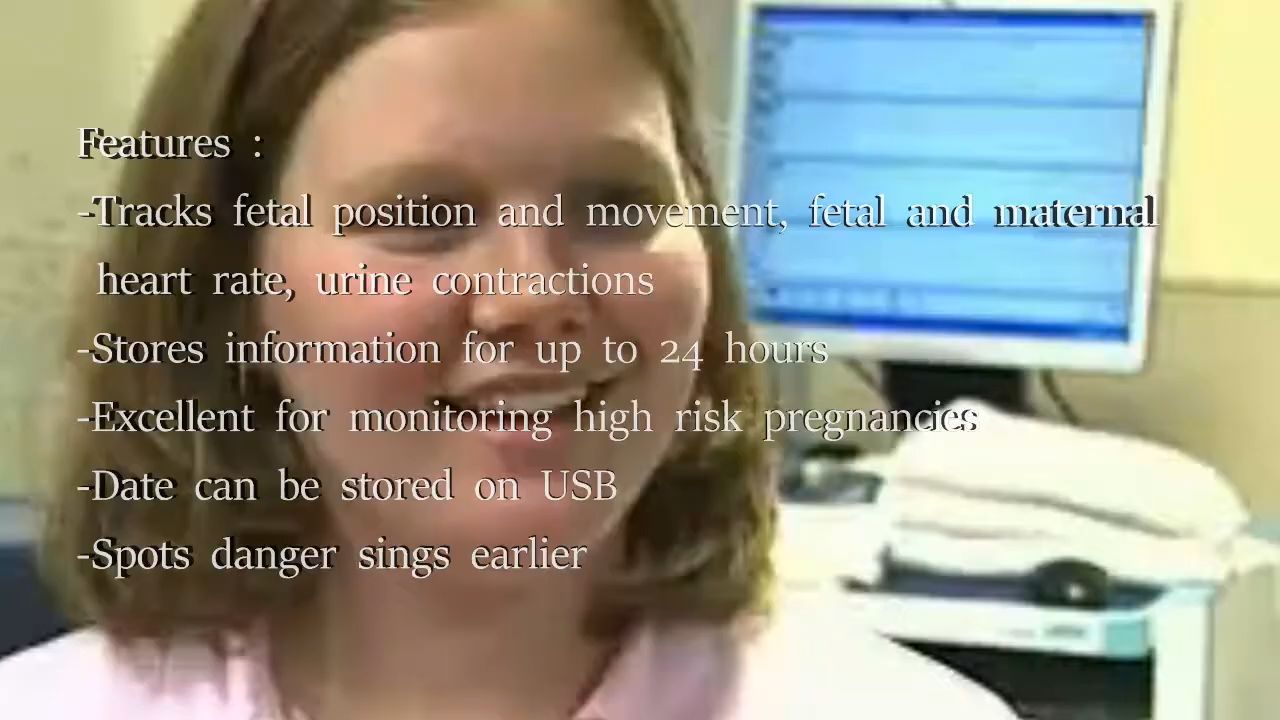 Features :
-Tracks fetal position and movement, fetal and maternal
heart rate, urine contractions
-Stores information for up to 24 hours
-Excellent for monitoring high risk pregnancies
-Date can be stored on USB
-Spots danger sings earlier